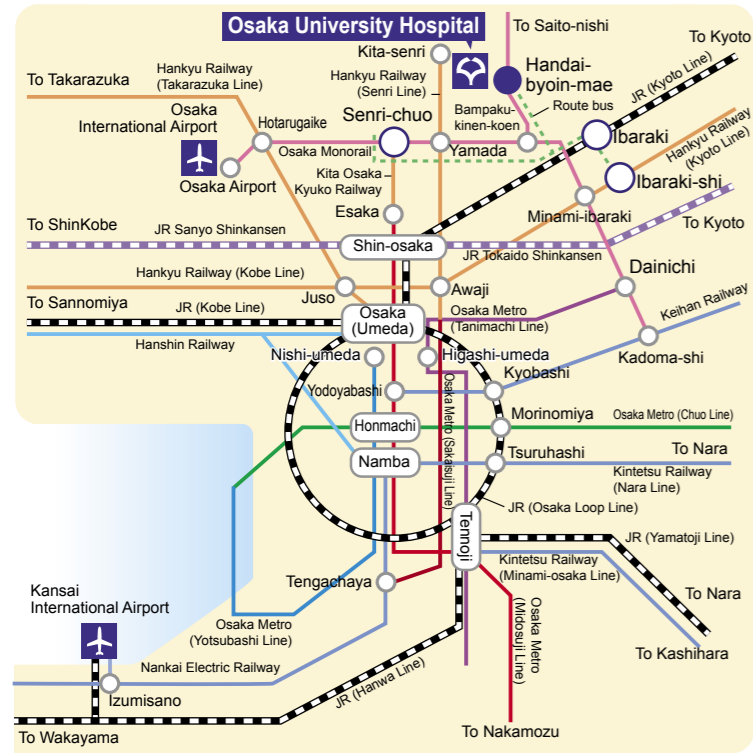 Osaka University Hospital
To Saito-nishi
Kita-senri
Handai-
byoin-mae
To Kyoto
JR (Kyoto Line)
To Takarazuka
Hankyu Railway
(Takarazuka Line)
Hankyu Railway
(Senri Line)
Bampaku-
kinen-koen
Route bus
Osaka
International Airport
Hotarugaike
Senri-chuo
Ibaraki
Hankyu Railway
(Kyoto Line)
Osaka Monorail
Yamada
Osaka Airport
Kita Osaka
Kyuko Railway
Ibaraki-shi
Esaka
Minami-ibaraki
To ShinKobe
JR Sanyo Shinkansen
Shin-osaka
To Kyoto
JR Tokaido Shinkansen
Hankyu Railway (Kobe Line)
Dainichi
Juso
Awaji
To Sannomiya
JR (Kobe Line)
Osaka
(Umeda)
Osaka Metro
(Tanimachi Line)
Keihan Railway
Hanshin Railway
Nishi-umeda
Higashi-umeda
Kadoma-shi
Kyobashi
Yodoyabashi
Osaka Metro (Sakaisuji Line)
Honmachi
Morinomiya
Osaka Metro (Chuo Line)
Namba
Tsuruhashi
To Nara
Kintetsu Railway
(Nara Line)
JR (Osaka Loop Line)
Tennoji
JR (Yamatoji Line)
Kintetsu Railway
(Minami-osaka Line)
Tengachaya
Kansai
International Airport
Osaka Metro
(Yotsubashi Line)
Osaka Metro
(Midosuji Line)
To Nara
To Kashihara
Nankai Electric Railway
Izumisano
JR (Hanwa Line)
To Wakayama
To Nakamozu